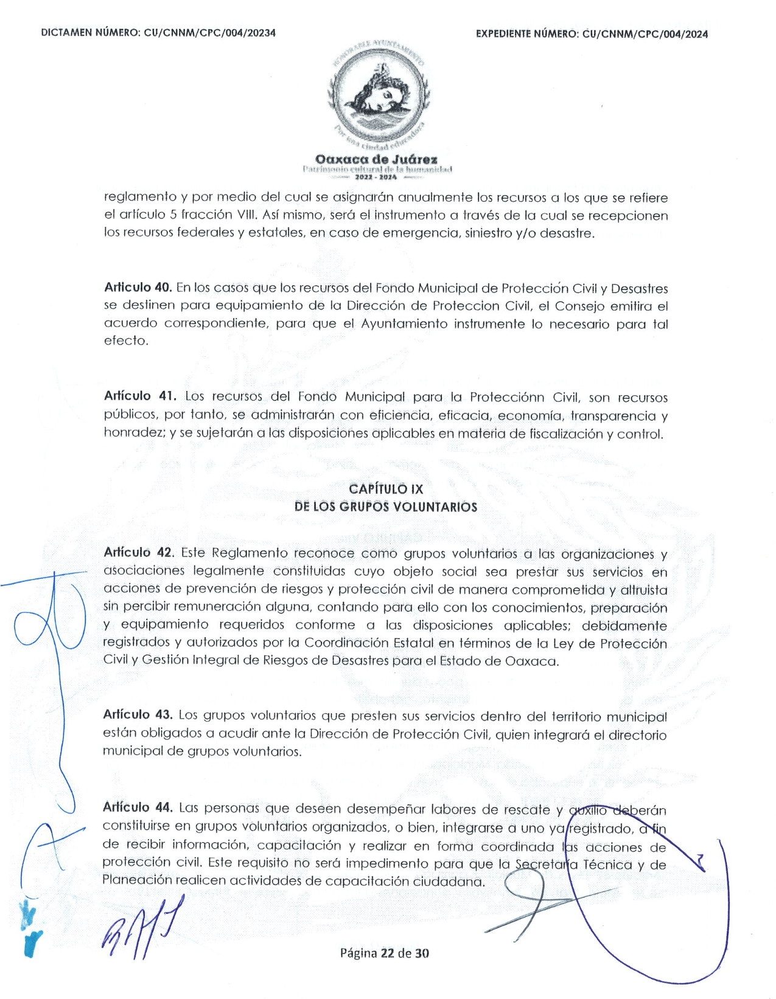 DICTAMEN NÚMERO: CU/CNNM/CPC/004/20234
EXPEDIENTE NÚMERO: CU/CNNM/CPC/004/2024
HONORABLE AYUNTAMIENTO
Por una ciudad educadora
Oaxaca de Juárez
Patrimonio cultural de la humanidad
2022 - 2024
reglamento y por medio del cual se asignarán anualmente los recursos a los que se refiere
el artículo 5 fracción VIII. Así mismo, será el instrumento a través de la cual se recepcionen
los recursos federales y estatales, en caso de emergencia, siniestro y/o desastre.
Articulo 40. En los casos que los recursos del Fondo Municipal de Protección Civil y Desastres
se destinen para equipamiento de la Dirección de Proteccion Civil, el Consejo emitira el
acuerdo correspondiente, para que el Ayuntamiento instrumente lo necesario para tal
efecto.
Artículo 41. Los recursos del Fondo Municipal para la Protecciónn Civil, son recursos
públicos, por tanto, se administrarán con eficiencia, eficacia, economía, transparencia y
honradez; y se sujetarán a las disposiciones aplicables en materia de fiscalización y control.
CAPÍTULO IX
DE LOS GRUPOS VOLUNTARIOS
Artículo 42. Este Reglamento reconoce como grupos voluntarios a las organizaciones y
asociaciones legalmente constituidas cuyo objeto social sea prestar sus servicios en
acciones de prevención de riesgos y protección civil de manera comprometida y altruista
sin percibir remuneración alguna, contando para ello con los conocimientos, preparación
y equipamiento requeridos conforme a las disposiciones aplicables; debidamente
registrados y autorizados por la Coordinación Estatal en términos de la Ley de Protección
Civil y Gestión Integral de Riesgos de Desastres para el Estado de Oaxaca.
Artículo 43. Los grupos voluntarios que presten sus servicios dentro del territorio municipal
están obligados a acudir ante la Dirección de Protección Civil, quien integrará el directorio
municipal de grupos voluntarios.
Artículo 44. Las personas que deseen desempeñar labores de rescate y auxilio deberán
constituirse en grupos voluntarios organizados, o bien, integrarse a uno ya registrado, a fin
de recibir información, capacitación y realizar en forma coordinada las acciones de
protección civil. Este requisito no será impedimento para que la Secretaría Técnica y de
Planeación realicen actividades de capacitación ciudadana.
Página 22 de 30